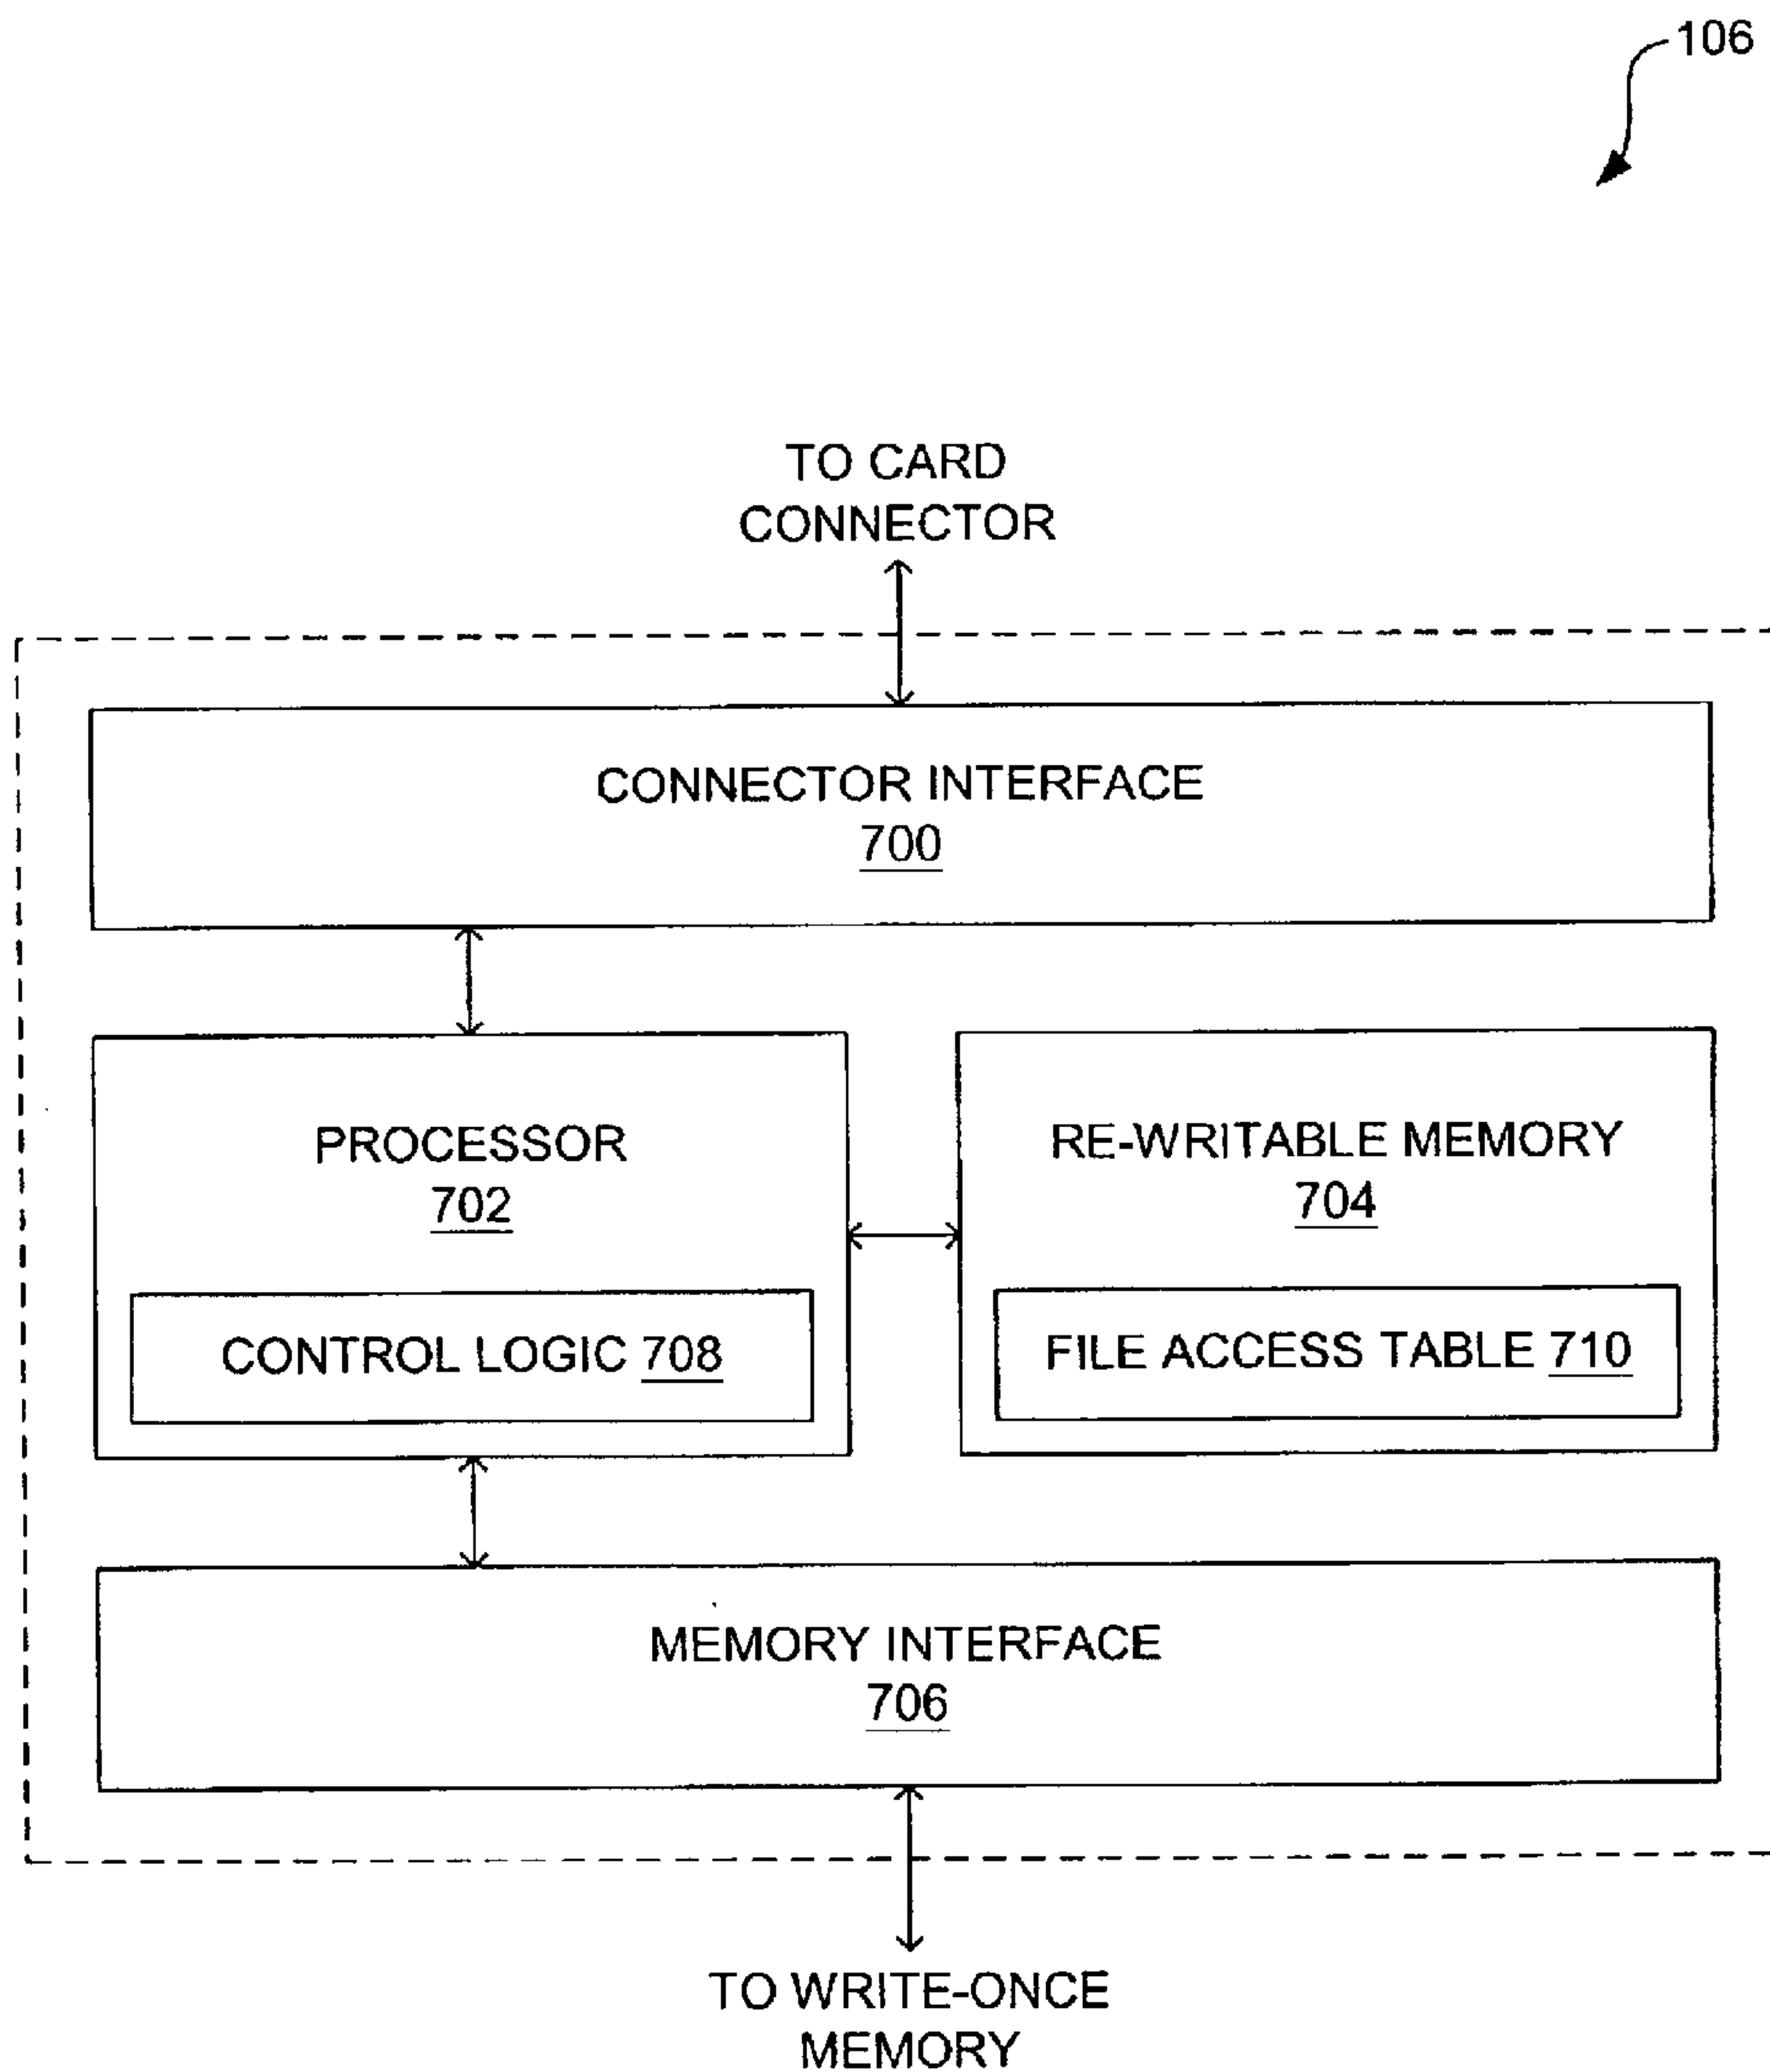 106
TO CARD
CONNECTOR
CONNECTOR INTERFACE
700
PROCESSOR
702
RE-WRITABLE MEMORY
704
CONTROL LOGIC 708
FILE ACCESS TABLE 710
MEMORY INTERFACE
706
TO WRITE-ONCE
MEMORY